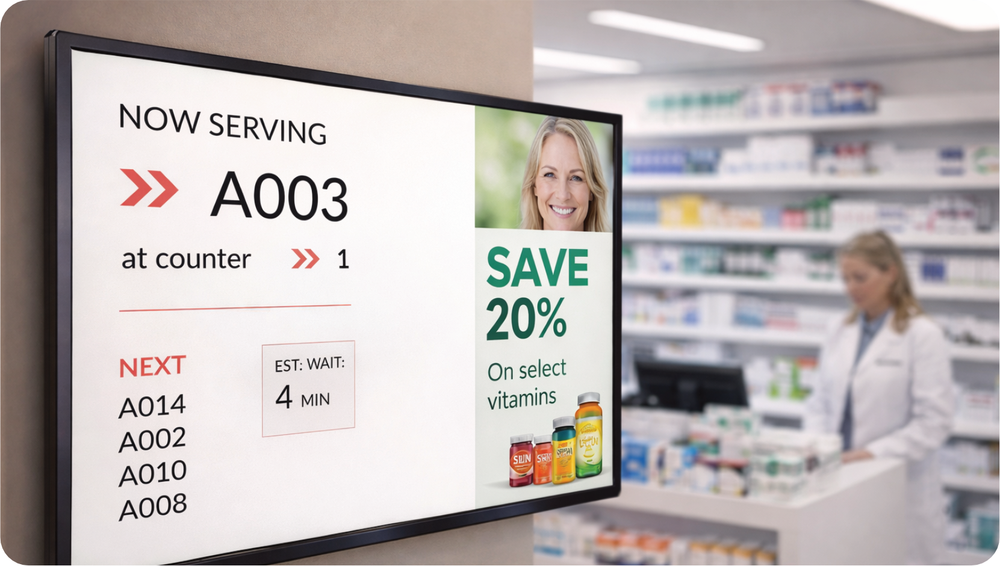 NOW SERVING
A003
at counter 1
NEXT
A014
A002
A010
A008
EST: WAIT:
4 MIN
SAVE
20%
On select
vitamins
SUN